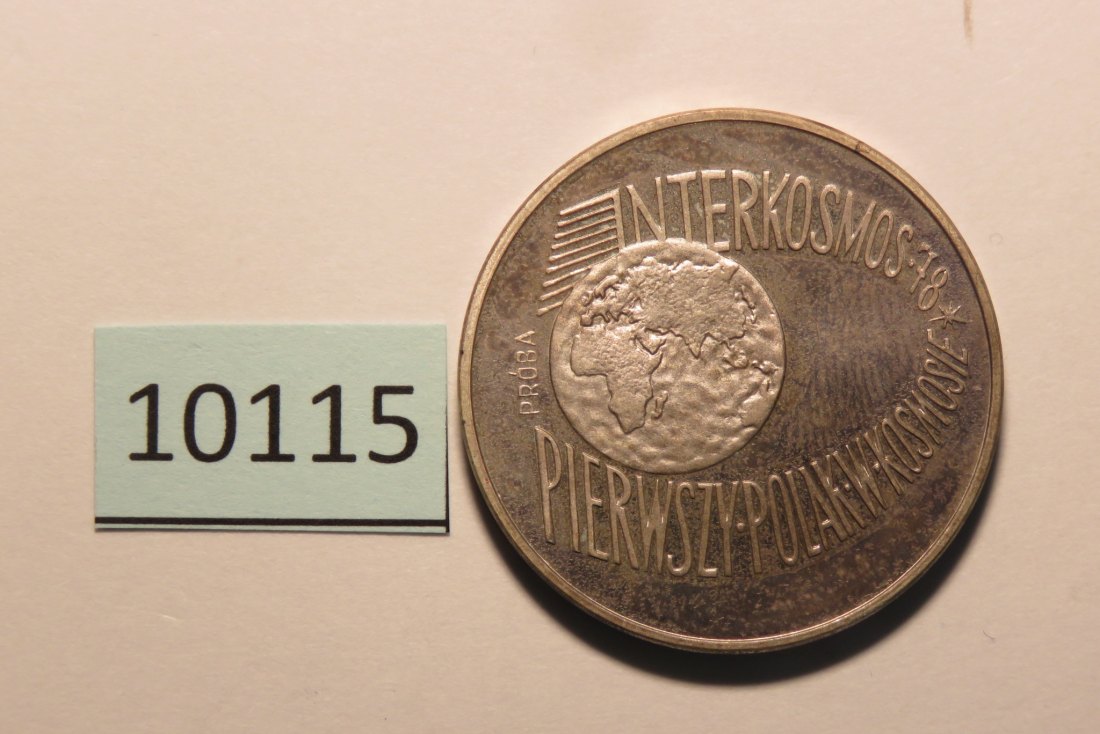 10115
INTERKOSMOS·78
PRÓBA
PIERWSZY·POLAK·W·KOSMOSIE